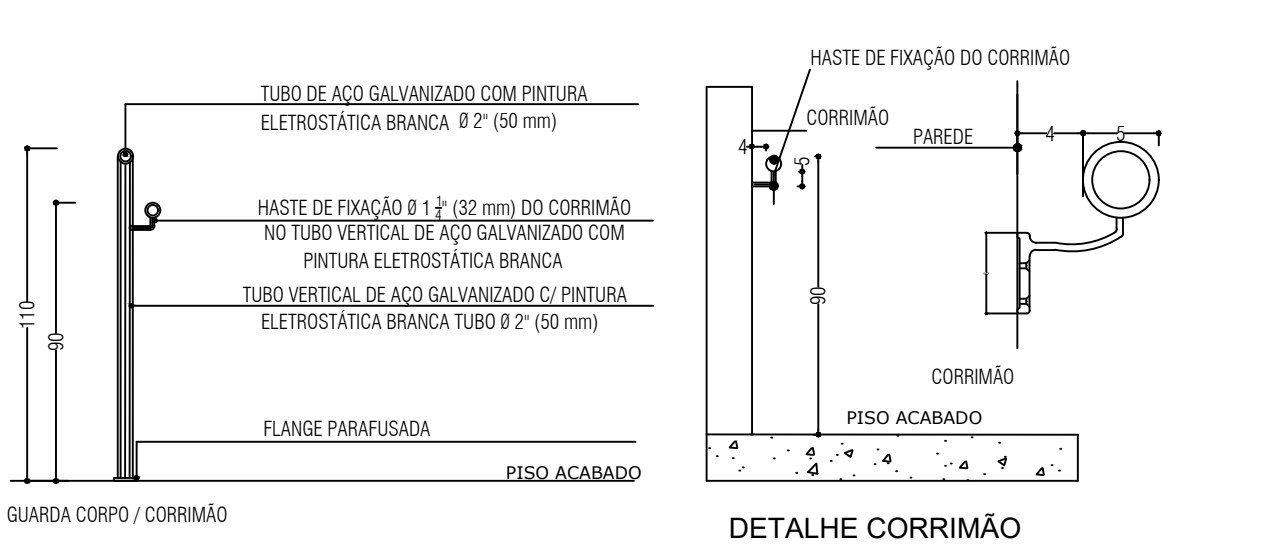 TUBO DE AÇO GALVANIZADO COM PINTURA
ELETROSTÁTICA BRANCA Ø 2" (50 mm)
HASTE DE FIXAÇÃO Ø 1 1/4" (32 mm) DO CORRIMÃO
NO TUBO VERTICAL DE AÇO GALVANIZADO COM
PINTURA ELETROSTÁTICA BRANCA
TUBO VERTICAL DE AÇO GALVANIZADO C/ PINTURA
ELETROSTÁTICA BRANCA TUBO Ø 2" (50 mm)
110
90
FLANGE PARAFUSADA
PISO ACABADO
GUARDA CORPO / CORRIMÃO
HASTE DE FIXAÇÃO DO CORRIMÃO
CORRIMÃO
PAREDE
4
5
4
5
90
CORRIMÃO
PISO ACABADO
DETALHE CORRIMÃO